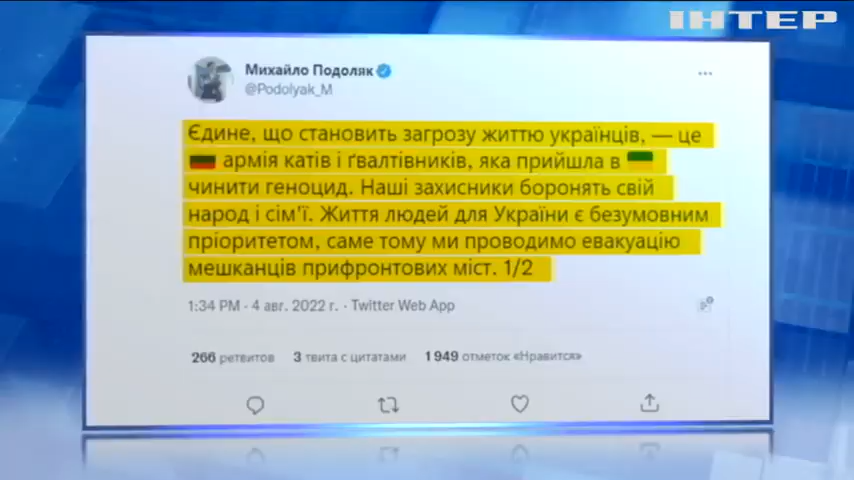 ІНТЕР
Михайло Подоляк
@Podolyak_M
Єдине, що становить загрозу життю українців, — це
армія катів і ґвалтівників, яка прийшла в
чинити геноцид. Наші захисники боронять свій
народ і сім'ї. Життя людей для України є безумовним
пріоритетом, саме тому ми проводимо евакуацію
мешканців прифронтових міст. 1/2
1:34 PM · 4 авг. 2022 г. · Twitter Web App
266 ретвитов 3 твита с цитатами 1 949 отметок «Нравится»